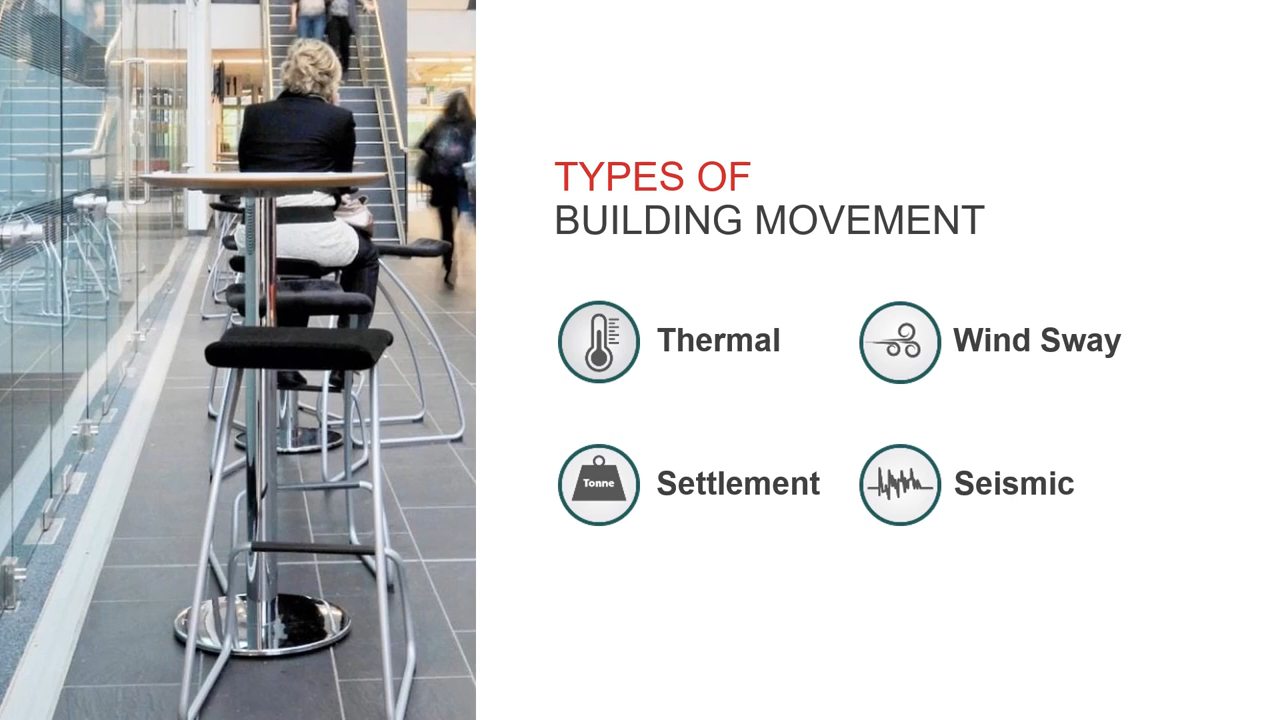 TYPES OF
BUILDING MOVEMENT
Thermal
Wind Sway
Tonne
Settlement
Seismic